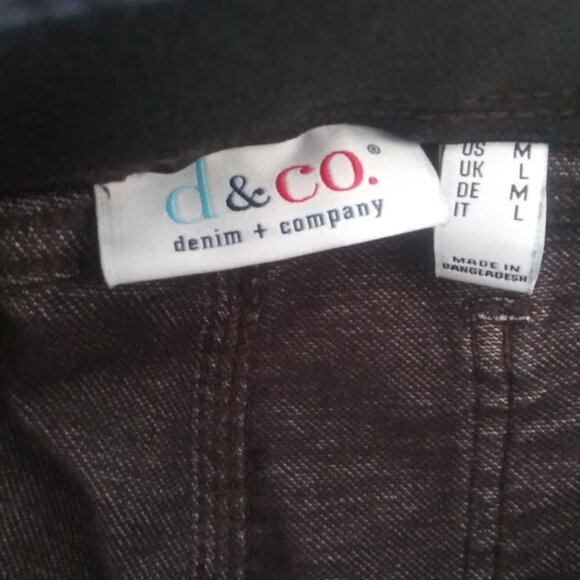 d & co.®
denim + company
US M
UK L
DE M
IT L
MADE IN
BANGLADESH